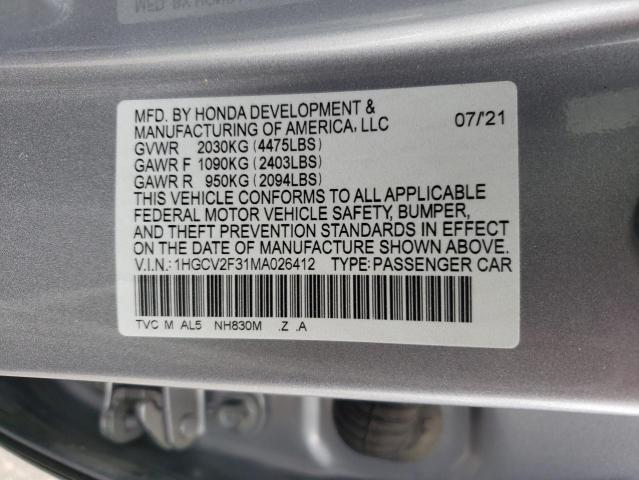 MFD. BY HONDA DEVELOPMENT &
MANUFACTURING OF AMERICA, LLC 07/'21
GVWR 2030KG (4475LBS)
GAWR F 1090KG (2403LBS)
GAWR R 950KG (2094LBS)
THIS VEHICLE CONFORMS TO ALL APPLICABLE
FEDERAL MOTOR VEHICLE SAFETY, BUMPER,
AND THEFT PREVENTION STANDARDS IN EFFECT
ON THE DATE OF MANUFACTURE SHOWN ABOVE.
V.I.N.: 1HGCV2F31MA026412 TYPE: PASSENGER CAR
TVC M AL5 NH830M .Z .A